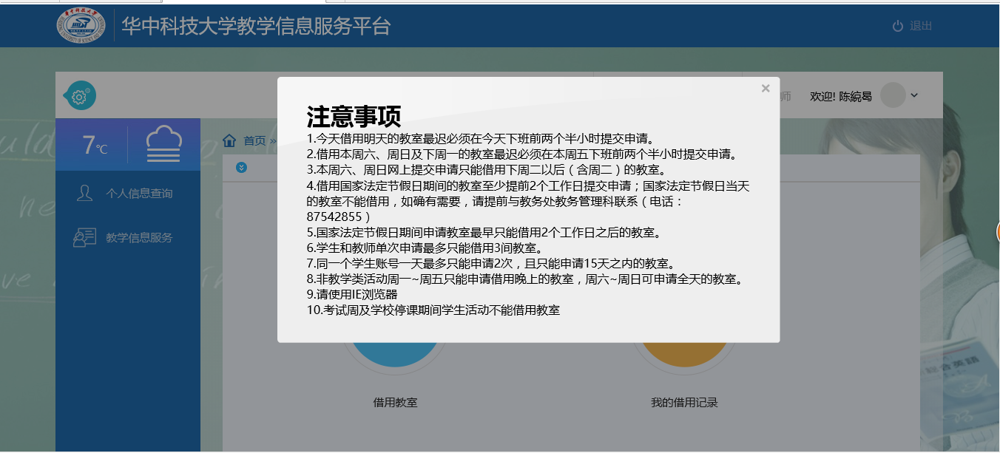 华中科技大学教学信息服务平台
退出
师
欢迎! 陈綄曷
7℃
首页 »
个人信息查询
教学信息服务
注意事项
1.今天借用明天的教室最迟必须在今天下班前两个半小时提交申请。
2.借用本周六、周日及下周一的教室最迟必须在本周五下班前两个半小时提交申请。
3.本周六、周日网上提交申请只能借用下周二以后（含周二）的教室。
4.借用国家法定节假日期间的教室至少提前2个工作日提交申请；国家法定节假日当天
的教室不能借用，如确有需要，请提前与教务处教务管理科联系（电话：
87542855）
5.国家法定节假日期间申请教室最早只能借用2个工作日之后的教室。
6.学生和教师单次申请最多只能借用3间教室。
7.同一个学生账号一天最多只能申请2次，且只能申请15天之内的教室。
8.非教学类活动周一~周五只能申请借用晚上的教室，周六~周日可申请全天的教室。
9.请使用IE浏览器
10.考试周及学校停课期间学生活动不能借用教室
借用教室
我的借用记录
综合英語